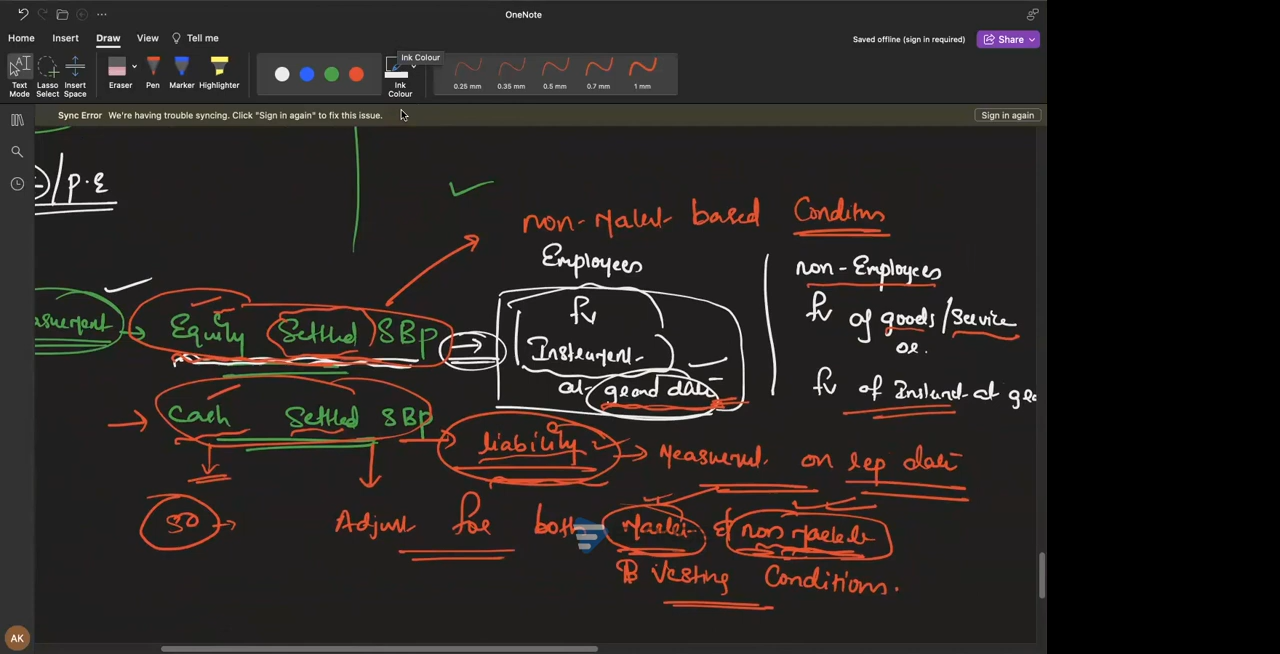 OneNote
Home Insert Draw View Tell me
Saved offline (sign in required) Share
Ink Colour
Text Mode
Lasso Select
Insert Space
Eraser
Pen
Marker
Highlighter
Ink Colour
0.25 mm 0.35 mm 0.5 mm 0.7 mm 1 mm
Sync Error We're having trouble syncing. Click "Sign in again" to fix this issue. Sign in again
/P.E
non-Market based Conditions
Employees
non-Employees
fv
Instrument
at grand date
fv of goods/Service
or.
fv of Instund at
Equity Settled SBP
Cash Settled SBP
liability
Measurement on rep date
50
Adjust for both Market & non Market
Vesting Conditions.
AK